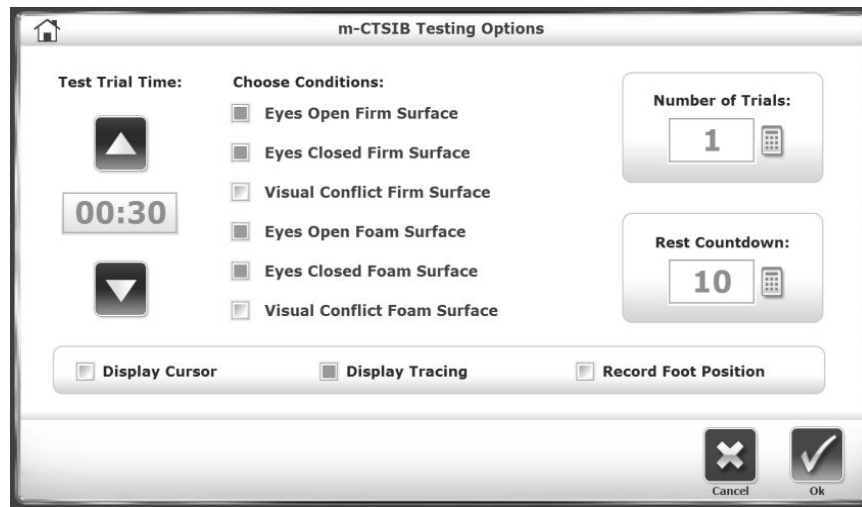 m-CTSIB Testing Options
Test Trial Time:
00:30
Choose Conditions:
Eyes Open Firm Surface
Eyes Closed Firm Surface
Visual Conflict Firm Surface
Eyes Open Foam Surface
Eyes Closed Foam Surface
Visual Conflict Foam Surface
Number of Trials:
1
Rest Countdown:
10
Display Cursor
Display Tracing
Record Foot Position
Cancel
Ok